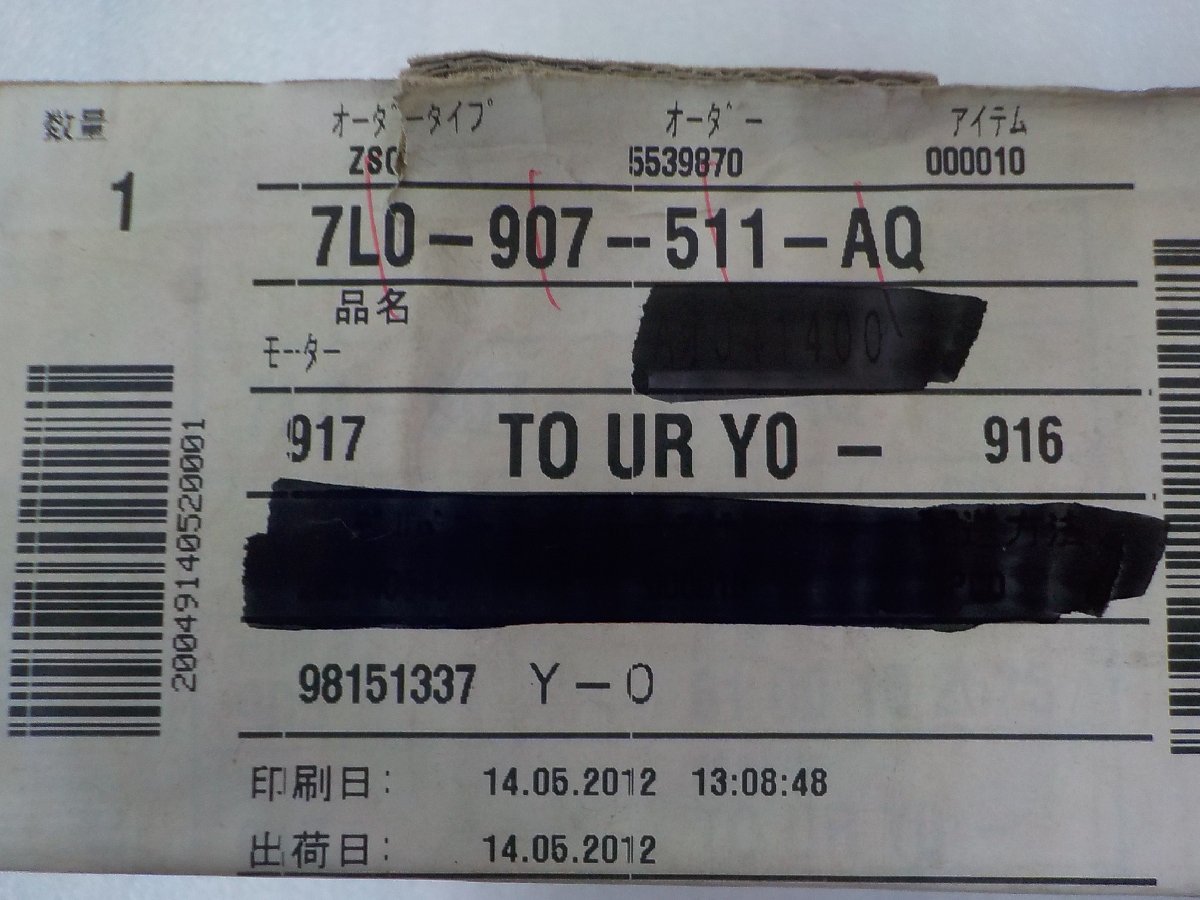 数量 オーダータイプ オーダー アイテム
5539870 000010
1
7L0-907-511-AQ
品名
モーター
917 TO UR YO - 916
98151337 Y-O
印刷日: 14.05.2012 13:08:48
出荷日: 14.05.2012
20049140520001